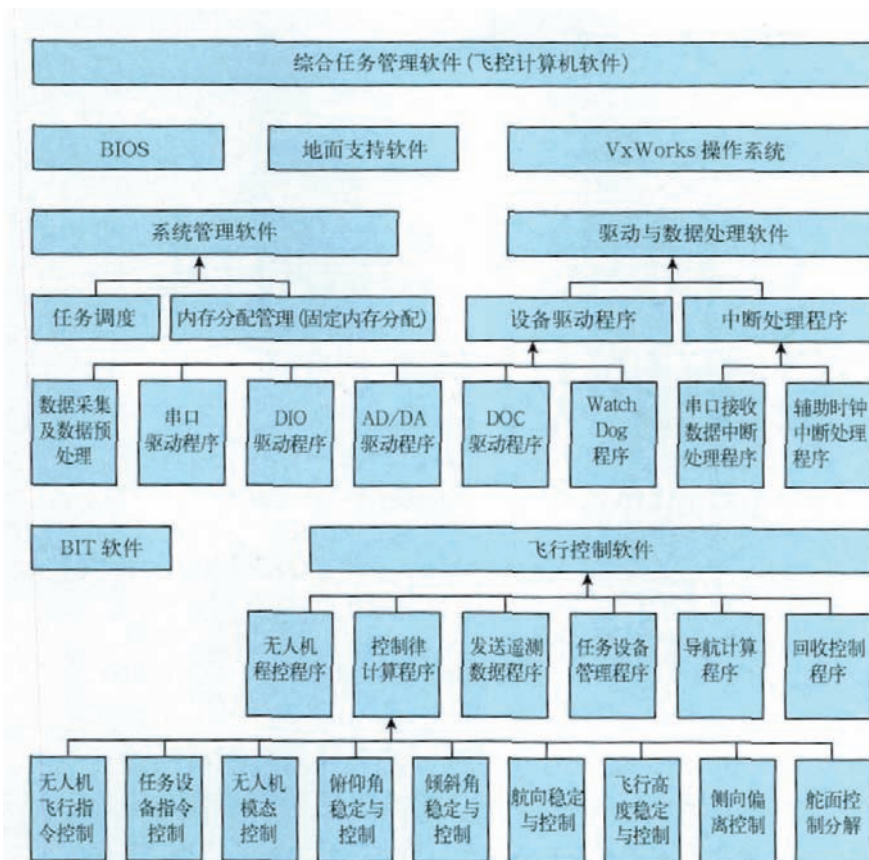 综合任务管理软件(飞控计算机软件)
BIOS
地面支持软件
VxWorks 操作系统
系统管理软件
驱动与数据处理软件
任务调度
内存分配管理(固定内存分配)
设备驱动程序
中断处理程序
数据采集
及数据预
处理
串口
驱动程序
DIO
驱动程序
AD/DA
驱动程序
DOC
驱动程序
Watch
Dog
程序
串口接收
数据中断
处理程序
辅助时钟
中断处理
程序
BIT 软件
飞行控制软件
无人机
程控程序
控制律
计算程序
发送遥测
数据程序
任务设备
管理程序
导航计算
程序
回收控制
程序
无人机
飞行指
令控制
任务设
备指令
控制
无人机
模态
控制
俯仰角
稳定与
控制
倾斜角
稳定与
控制
航向稳定
与控制
飞行高
度稳定
与控制
侧向偏
离控制
舵面控
制分解